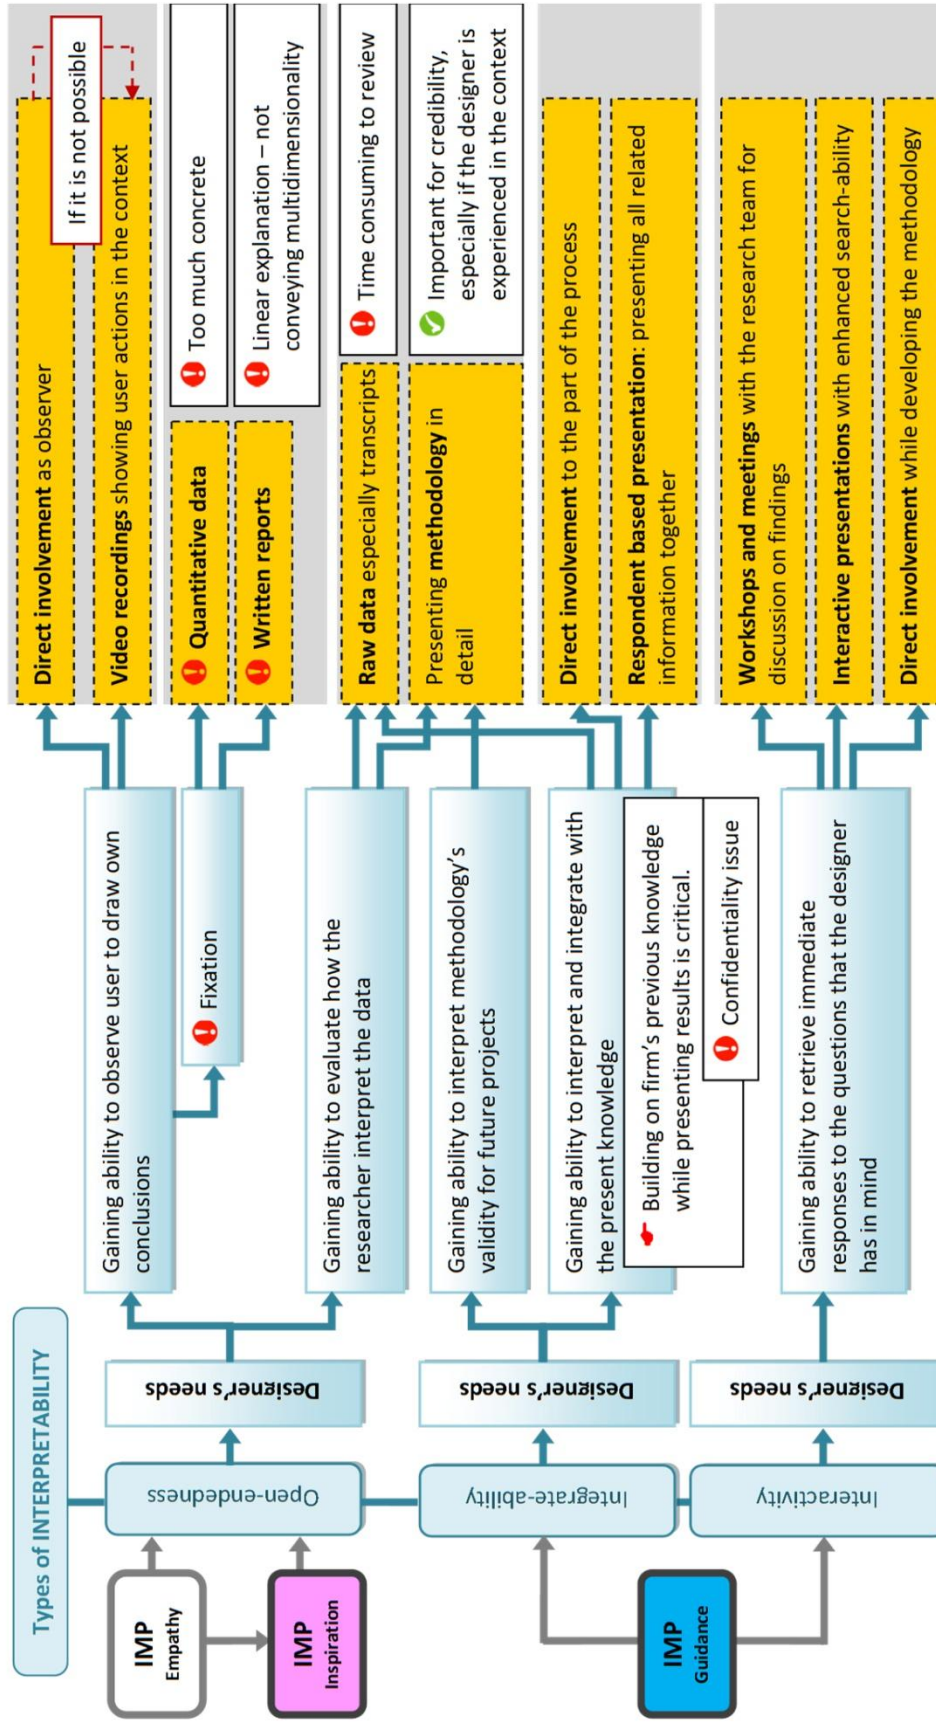 Types of INTERPRETABILITY
IMP
Empathy
IMP
Inspiration
IMP
Guidance
Open-endedness
Integrate-ability
Interactivity
Designer's needs
Designer's needs
Designer's needs
Gaining ability to observe user to draw own
conclusions
Fixation
Gaining ability to evaluate how the
researcher interpret the data
Gaining ability to interpret methodology's
validity for future projects
Gaining ability to interpret and integrate with
the present knowledge
Building on firm's previous knowledge
while presenting results is critical.
Confidentiality issue
Gaining ability to retrieve immediate
responses to the questions that the designer
has in mind
Direct involvement as observer
If it is not possible
Video recordings showing user actions in the context
Quantitative data
Too much concrete
Written reports
Linear explanation – not
conveying multidimensionality
Raw data especially transcripts
Time consuming to review
Presenting methodology in
detail
Important for credibility,
especially if the designer is
experienced in the context
Direct involvement to the part of the process
Respondent based presentation: presenting all related
information together
Workshops and meetings with the research team for
discussion on findings
Interactive presentations with enhanced search-ability
Direct involvement while developing the methodology